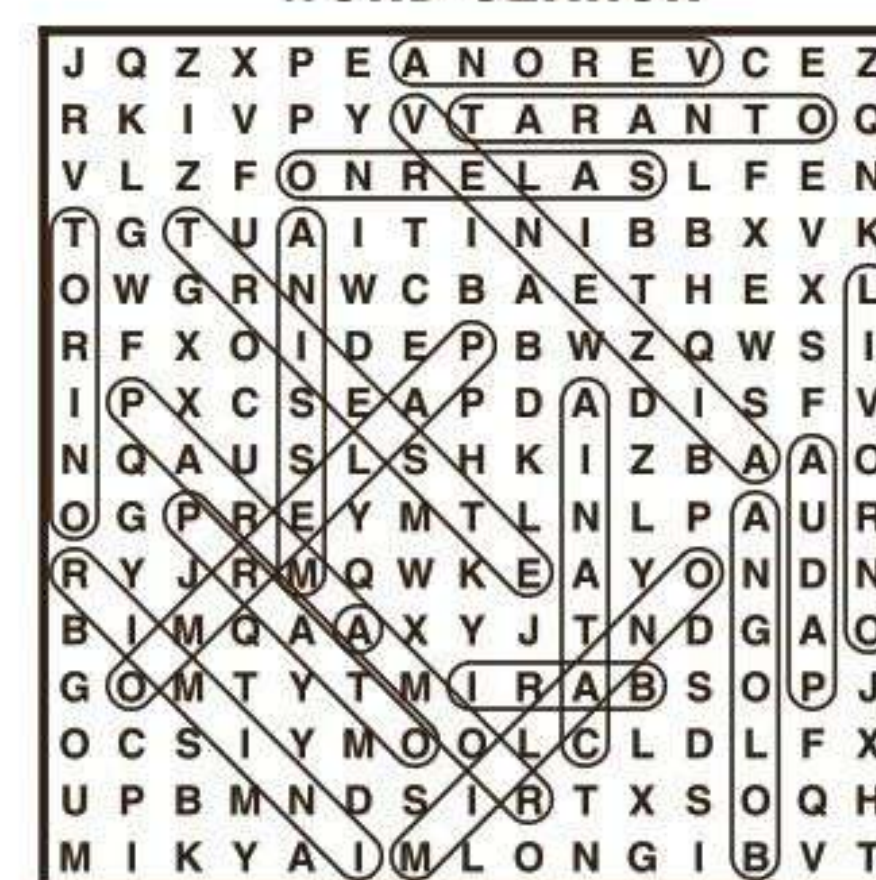 J Q Z X P E A N O R E V C E Z
R K I V P Y V T A R A N T O Q
V L Z F O N R E L A S L F E N
T G T U A I T I N I B B X V K
O W G R N W C B A E T H E X L
R F X O I D E P B W Z Q W S I
I P X C S E A P D A D I S F V
N Q A U S L S H K I Z B A A O
O G P R E Y M T L N L P A U R
R Y J R M Q W K E A Y O N D N
B I M Q A A X Y J T N D G A O
G O M T Y T M I R A B S O P J
O C S I Y M O O L C L D L F X
U P B M N D S I R T X S O Q H
M I K Y A I M L O N G I B V T